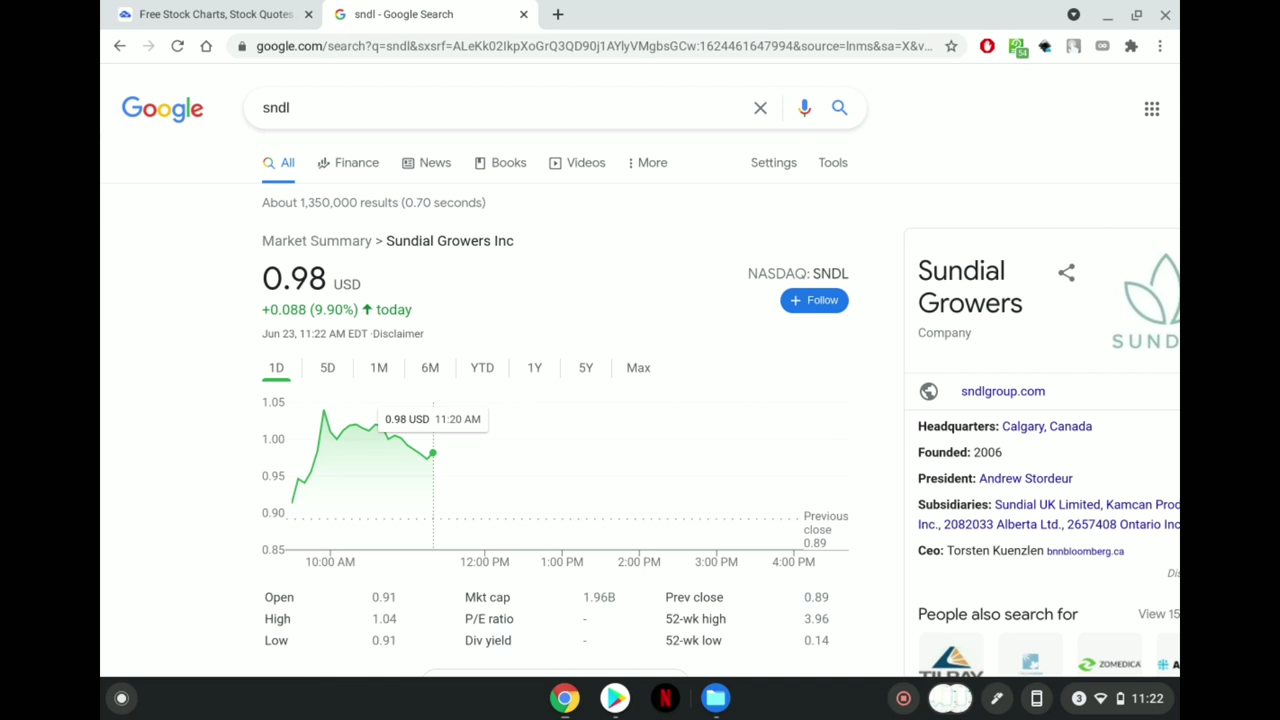 Free Stock Charts, Stock Quotes
sndl - Google Search
google.com/search?q=sndl&sxsrf=ALeKk02IkpXoGrQ3QD90j1AYlyVMgbsGCw:1624461647994&source=lnms&sa=X&v...
54
Google
sndl
All Finance News Books Videos More Settings Tools
About 1,350,000 results (0.70 seconds)
Market Summary > Sundial Growers Inc
0.98 USD
NASDAQ: SNDL
+ Follow
+0.088 (9.90%) today
Jun 23, 11:22 AM EDT ·Disclaimer
1D 5D 1M 6M YTD 1Y 5Y Max
1.05
1.00
0.95
0.90
0.85
0.98 USD 11:20 AM
Previous
close
0.89
10:00 AM 12:00 PM 1:00 PM 2:00 PM 3:00 PM 4:00 PM
Open 0.91 Mkt cap 1.96B Prev close 0.89
High 1.04 P/E ratio - 52-wk high 3.96
Low 0.91 Div yield - 52-wk low 0.14
Sundial
Growers
Company
SUND
sndlgroup.com
Headquarters: Calgary, Canada
Founded: 2006
President: Andrew Stordeur
Subsidiaries: Sundial UK Limited, Kamcan Prod
Inc., 2082033 Alberta Ltd., 2657408 Ontario Inc
Ceo: Torsten Kuenzlen bnnbloomberg.ca
Dis
People also search for View 15
TILRAY
ZOMEDICA
A
N
3 11:22